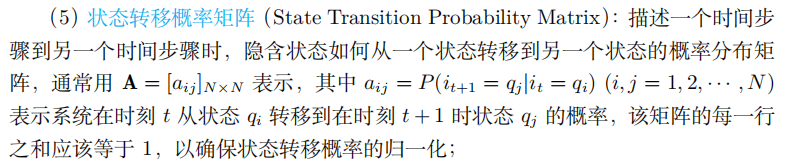 (5) 状态转移概率矩阵 (State Transition Probability Matrix)：描述一个时间步
骤到另一个时间步骤时，隐含状态如何从一个状态转移到另一个状态的概率分布矩
阵，通常用 A = [a_{ij}]_{N×N} 表示，其中 a_{ij} = P(i_{t+1} = q_j|i_t = q_i) (i, j = 1, 2, ⋯ , N)
表示系统在时刻 t 从状态 q_i 转移到在时刻 t + 1 时状态 q_j 的概率，该矩阵的每一行
之和应该等于 1，以确保状态转移概率的归一化；